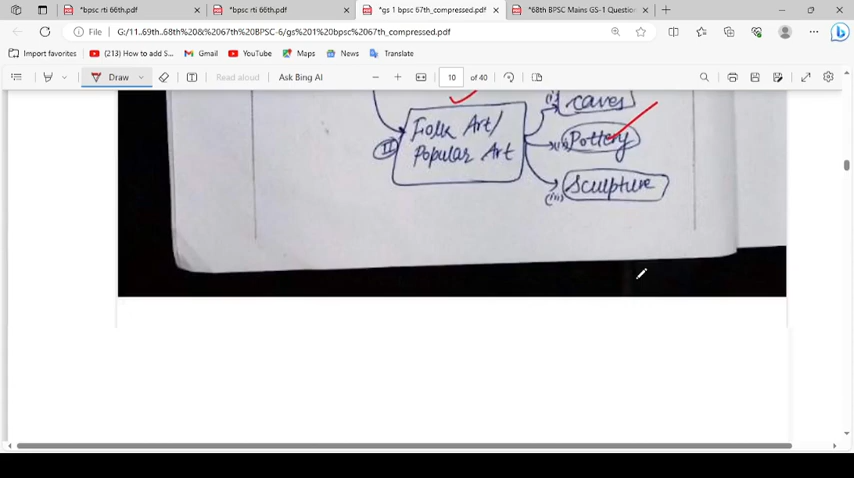 *bpsc rti 66th.pdf
*bpsc rti 66th.pdf
*gs 1 bpsc 67th_compressed.pdf
*68th BPSC Mains GS-1 Question
File
G:/11.69th.68th%20&%2067th%20BPSC-6/gs%201%20bpsc%2067th_compressed.pdf
Import favorites
(213) How to add S...
Gmail
YouTube
Maps
News
Translate
Draw
Read aloud
Ask Bing AI
10
of 40
(i) caves
II Folk Art/
Popular Art
(ii) Pottery
(iii) Sculpture